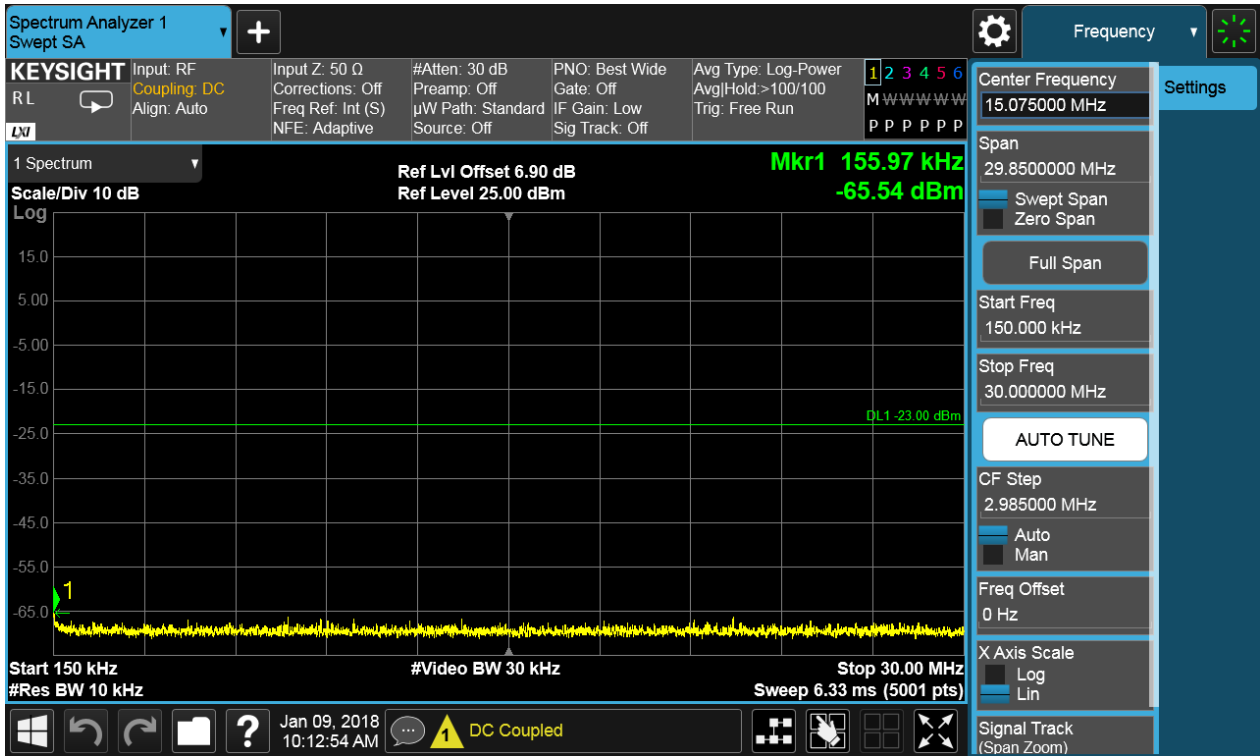 Spectrum Analyzer 1
Swept SA
+
Frequency
KEYSIGHT
RL
LXI
Input: RF
Coupling: DC
Align: Auto
Input Z: 50 Ω
Corrections: Off
Freq Ref: Int (S)
NFE: Adaptive
#Atten: 30 dB
Preamp: Off
µW Path: Standard
Source: Off
PNO: Best Wide
Gate: Off
IF Gain: Low
Sig Track: Off
Avg Type: Log-Power
Avg|Hold:>100/100
Trig: Free Run
1 2 3 4 5 6
M W W W W W
P P P P P P
1 Spectrum
Scale/Div 10 dB
Log
Ref Lvl Offset 6.90 dB
Ref Level 25.00 dBm
Mkr1 155.97 kHz
-65.54 dBm
15.0
5.00
-5.00
-15.0
DL1 -23.00 dBm
-25.0
-35.0
-45.0
-55.0
1
-65.0
Start 150 kHz
#Video BW 30 kHz
Stop 30.00 MHz
#Res BW 10 kHz
Sweep 6.33 ms (5001 pts)
Center Frequency
15.075000 MHz
Span
29.8500000 MHz
Swept Span
Zero Span
Full Span
Start Freq
150.000 kHz
Stop Freq
30.000000 MHz
AUTO TUNE
CF Step
2.985000 MHz
Auto
Man
Freq Offset
0 Hz
X Axis Scale
Log
Lin
Signal Track
(Span Zoom)
Settings
?
Jan 09, 2018
10:12:54 AM
1
DC Coupled